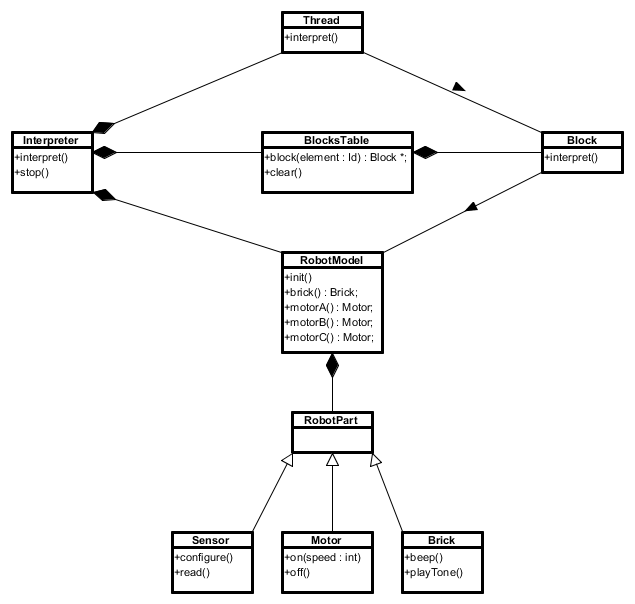 Thread
+interpret()
Interpreter
+interpret()
+stop()
BlocksTable
+block(element : Id) : Block *;
+clear()
Block
+interpret()
RobotModel
+init()
+brick() : Brick;
+motorA() : Motor;
+motorB() : Motor;
+motorC() : Motor;
RobotPart
Sensor
+configure()
+read()
Motor
+on(speed : int)
+off()
Brick
+beep()
+playTone()